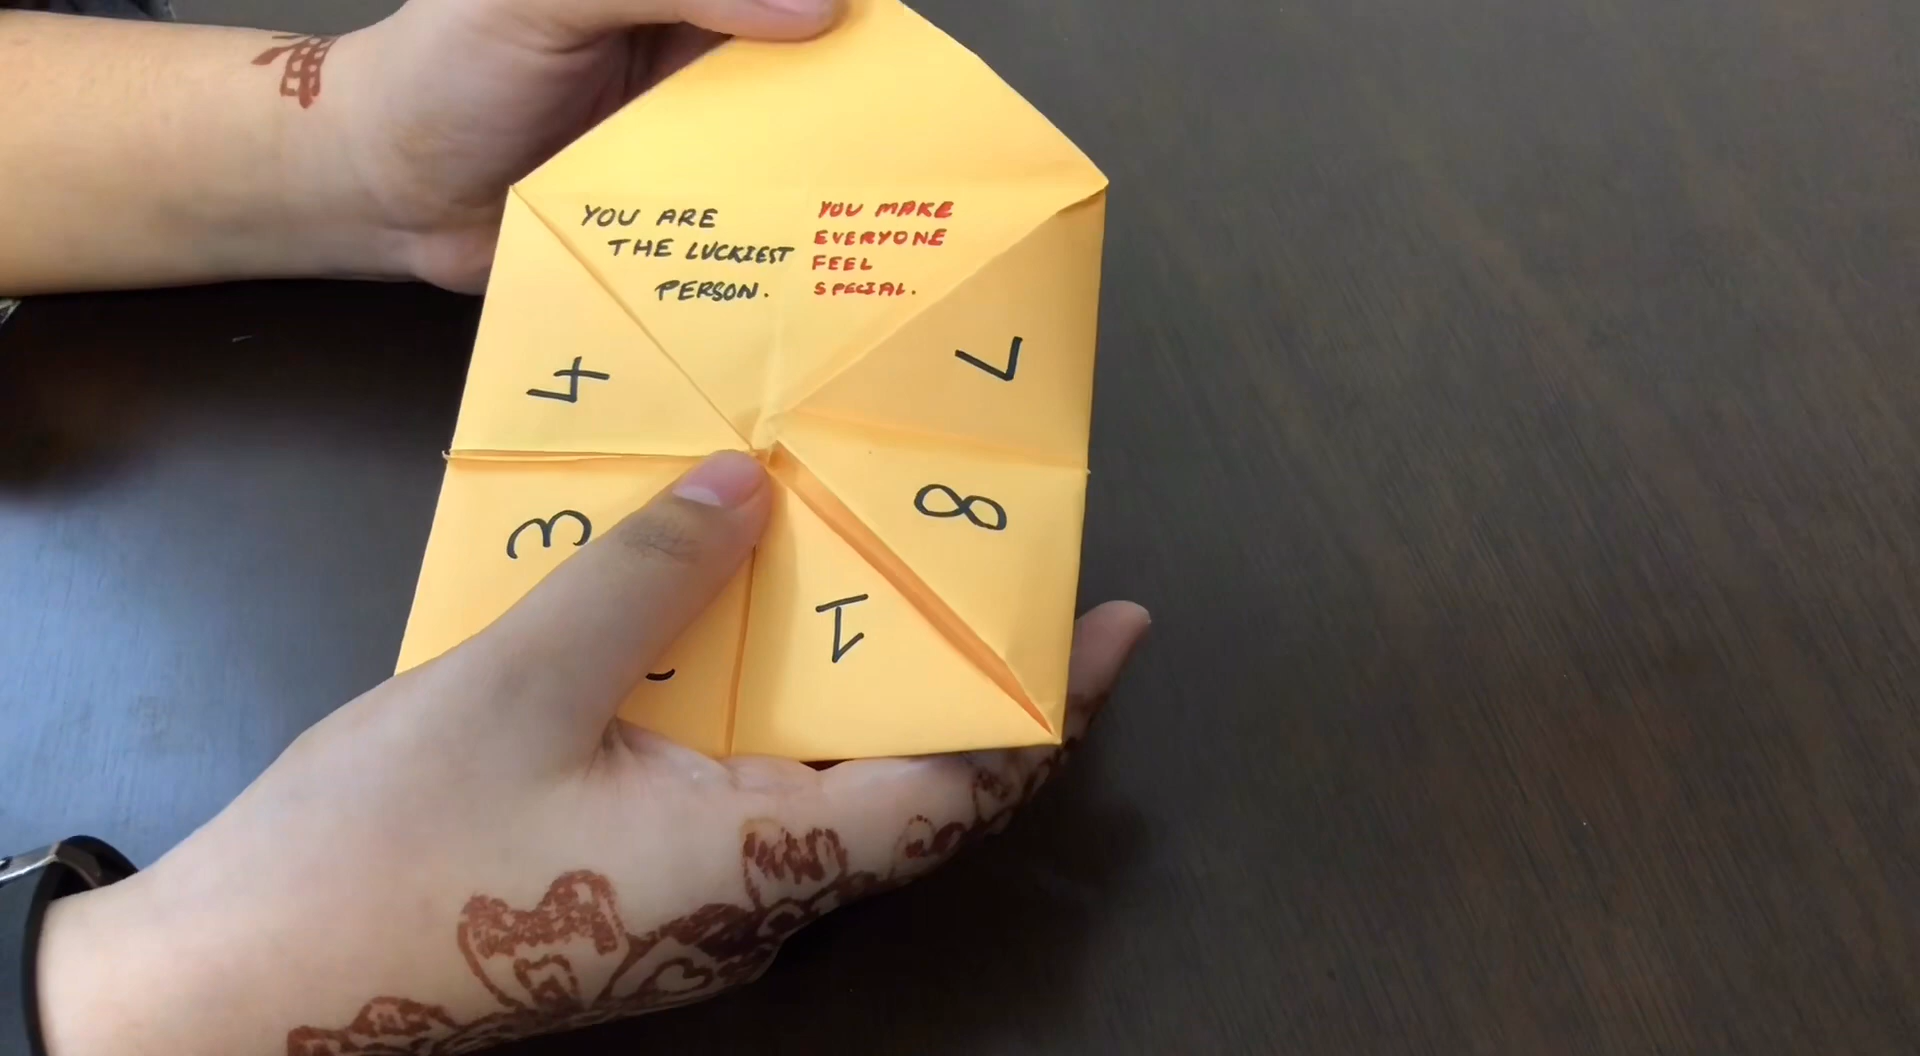 YOU ARE
THE LUCKIEST
PERSON.
YOU MAKE
EVERYONE
FEEL
SPECIAL.
4
7
3
8
1